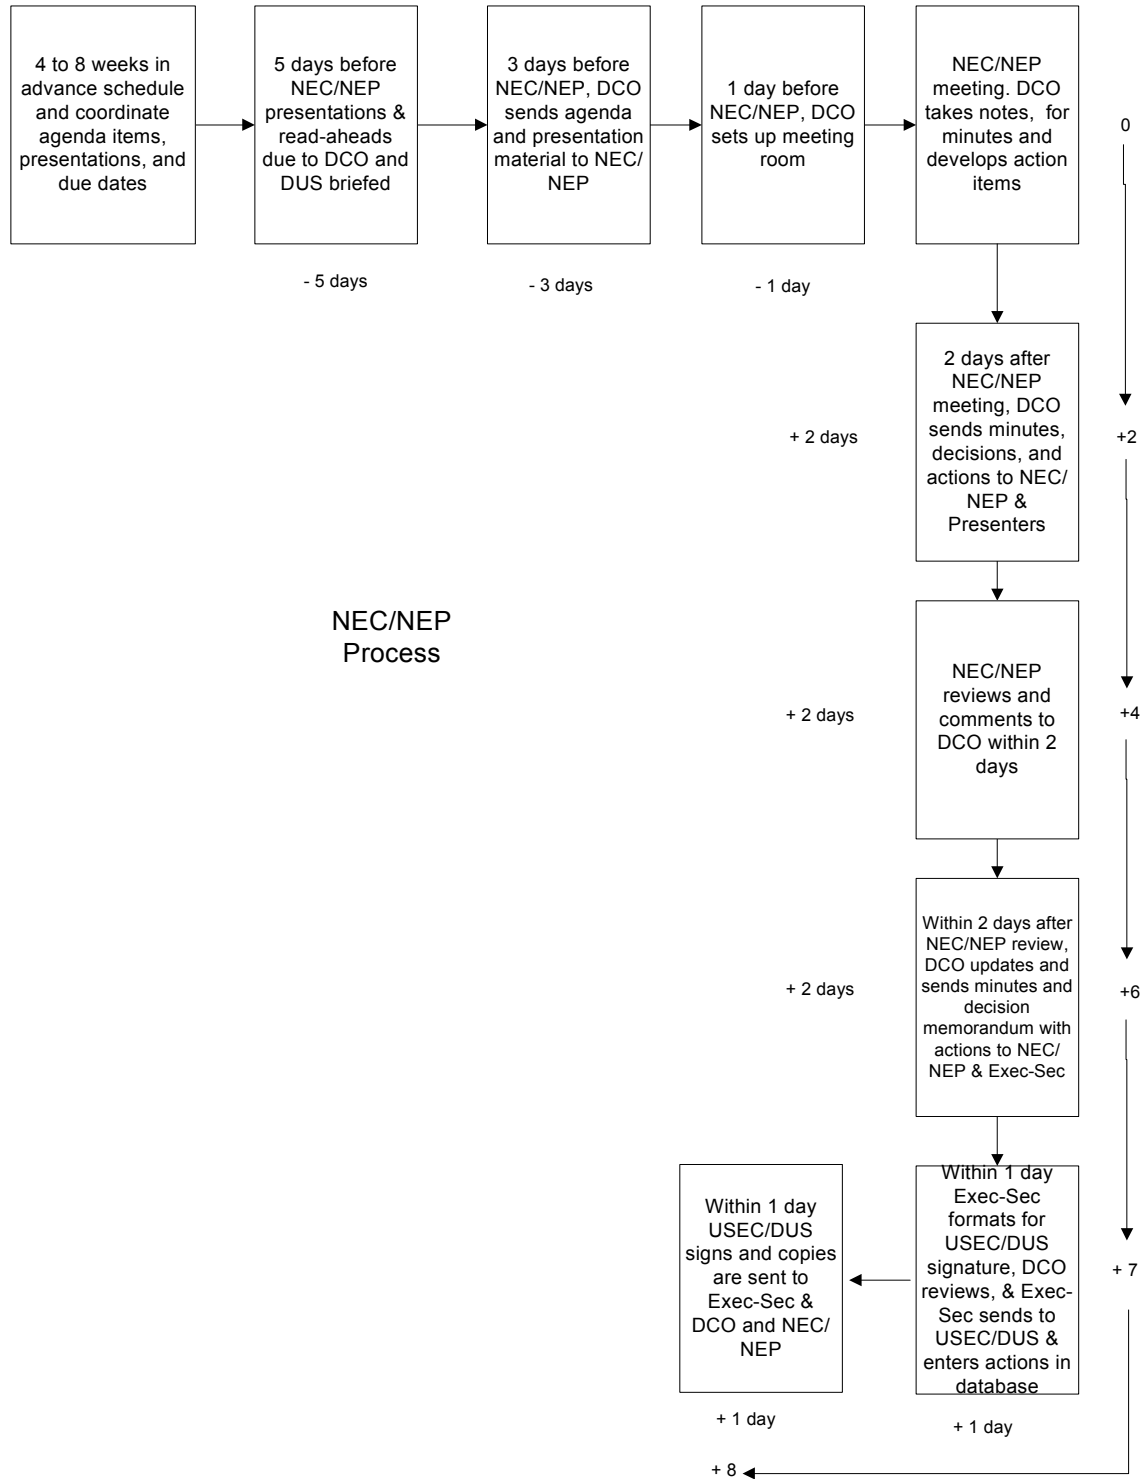 4 to 8 weeks in
advance schedule
and coordinate
agenda items,
presentations, and
due dates
5 days before
NEC/NEP
presentations &
read-aheads
due to DCO and
DUS briefed
3 days before
NEC/NEP, DCO
sends agenda
and presentation
material to NEC/
NEP
1 day before
NEC/NEP, DCO
sets up meeting
room
NEC/NEP
meeting. DCO
takes notes,  for
minutes and
develops action
items
0
- 5 days
- 3 days
- 1 day
2 days after
NEC/NEP
meeting, DCO
sends minutes,
decisions, and
actions to NEC/
NEP &
Presenters
+ 2 days
+2
NEC/NEP
Process
NEC/NEP
reviews and
comments to
DCO within 2
days
+ 2 days
+4
Within 2 days after
NEC/NEP review,
DCO updates and
sends minutes and
decision
memorandum with
actions to NEC/
NEP & Exec-Sec
+ 2 days
+6
Within 1 day
Exec-Sec
formats for
USEC/DUS
signature, DCO
reviews, & Exec-
Sec sends to
USEC/DUS &
enters actions in
database
+ 7
Within 1 day
USEC/DUS
signs and copies
are sent to
Exec-Sec &
DCO and NEC/
NEP
+ 1 day
+ 1 day
+ 8